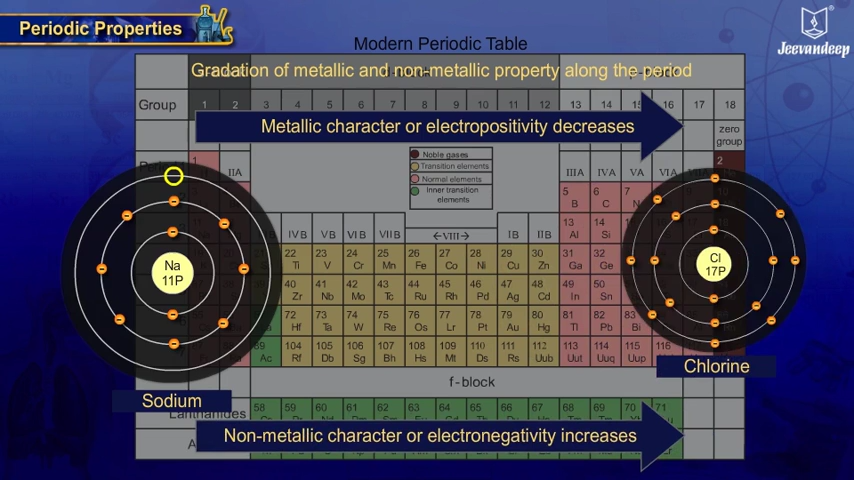 Periodic Properties
Jeevandeep
Modern Periodic Table
Gradation of metallic and non-metallic property along the period
Group 1 2 3 4 5 6 7 8 9 10 11 12 13 14 15 16 17 18
Metallic character or electropositivity decreases
zero
group
Noble gases
Transition elements
Normal elements
Inner transition
elements
1 IIA IIIA IVA VA VIA 2
5 6 7
B C N
IVB VB VIB VIIB <VIII> IB IIB
13 14 15
Al Si
22 23 24 25 26 27 28 29 30 31 32
Ti V Cr Mn Fe Co Ni Cu Zn Ga Ge
40 41 42 43 44 45 46 47 48 49 50
Zr Nb Mo Tc Ru Rh Pd Ag Cd In Sn
72 73 74 75 76 77 78 79 80 81 82 83
Hf Ta W Re Os Ir Pt Au Hg Tl Pb Bi
89 104 105 106 107 108 109 110 111 112 113 114 115 116
Ac Rf Db Sg Bh Hs Mt Ds Rg Uub Uut Uuq Uup
Na
11P
Cl
17P
Sodium
Chlorine
f-block
Lanthanides 58 59 60 61 62 63 64 65 66 67 68 69 70 71
Non-metallic character or electronegativity increases